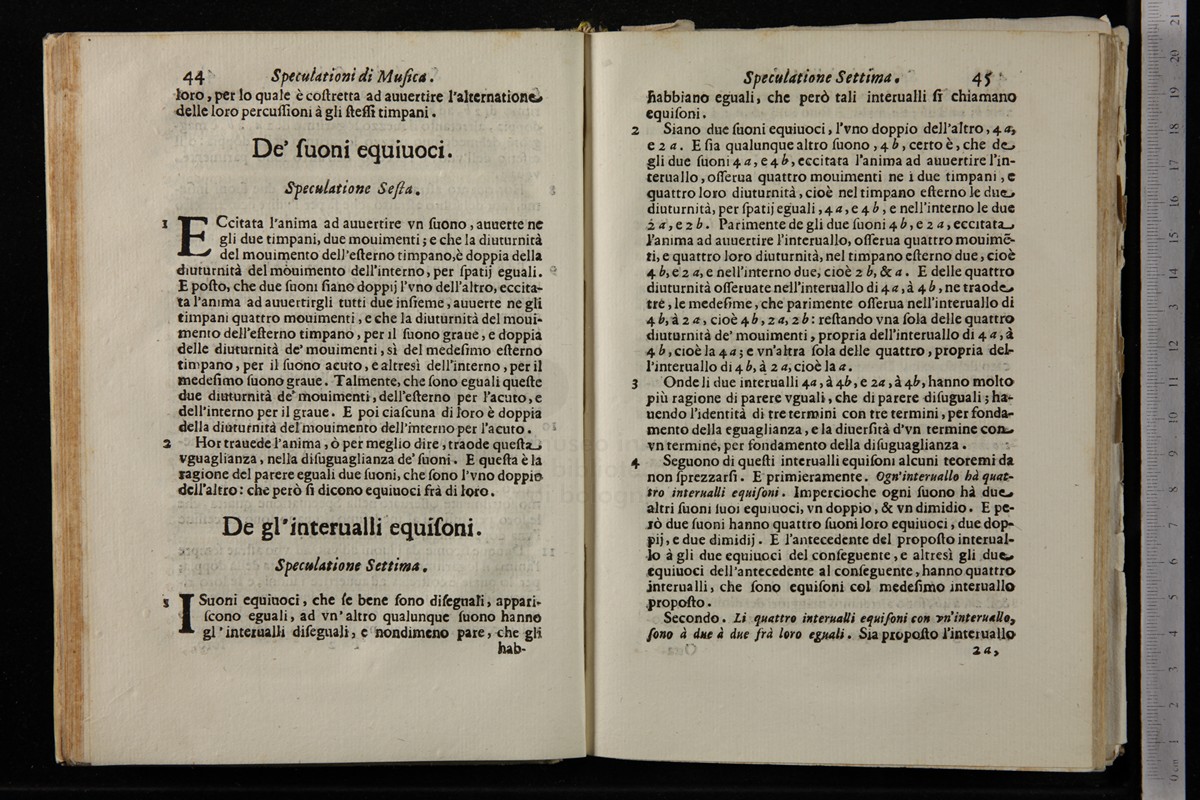 44 Speculationi di Muſica.
loro, per lo quale è coſtretta ad auuertire l'alternatione
delle loro percuſſioni à gli ſteſſi timpani.
De' ſuoni equiuoci.
Speculatione Seſta.
1 ECcitata l'anima ad auuertire vn ſuono, auuerte ne
gli due timpani, due mouimenti; e che la diuturnità
del mouimento dell'eſterno timpano, è doppia della
diuturnità del mouimento dell'interno, per ſpatij eguali.
E poſto, che due ſuoni ſiano doppij l'vno dell'altro, eccita-
ta l'anima ad auuertirgli tutti due inſieme, auuerte ne gli
timpani quattro mouimenti, e che la diuturnità del moui-
mento dell'eſterno timpano, per il ſuono graue, e doppia
delle diuturnità de' mouimenti, sì del medeſimo eſterno
timpano, per il ſuono acuto, e altresì dell'interno, per il
medeſimo ſuono graue. Talmente, che ſono eguali queſte
due diuturnità de' mouimenti, dell'eſterno per l'acuto, e
dell'interno per il graue. E poi ciaſcuna di loro è doppia
della diuturnità del mouimento dell'interno per l'acuto.
2 Hor trauede l'anima, ò per meglio dire, traode queſta
vguaglianza, nella diſuguaglianza de' ſuoni. E queſta è la
ragione del parere eguali due ſuoni, che ſono l'vno doppio
dell'altro: che però ſi dicono equiuoci frà di loro.
De gl'interualli equiſoni.
Speculatione Settima.
1 I Suoni equiuoci, che ſe bene ſono diſeguali, appari-
ſcono eguali, ad vn'altro qualunque ſuono hanno
gl'interualli diſeguali, e nondimeno pare, che gli
hab-
Speculatione Settima. 45
habbiano eguali, che però tali interualli ſi chiamano
equiſoni.
2 Siano due ſuoni equiuoci, l'vno doppio dell'altro, 4 a,
e 2 a. E ſia qualunque altro ſuono, 4 b, certo è, che de
gli due ſuoni 4 a, e 4 b, eccitata l'anima ad auuertire l'in-
teruallo, oſſerua quattro mouimenti ne i due timpani, e
quattro loro diuturnità, cioè nel timpano eſterno le due
diuturnità, per ſpatij eguali, 4 a, e 4 b, e nell'interno le due
2 a, e 2 b. Parimente de gli due ſuoni 4 b, e 2 a, eccitata
l'anima ad auuertire l'interuallo, oſſerua quattro mouimē-
ti, e quattro loro diuturnità, nel timpano eſterno due, cioè
4 b, e 2 a, e nell'interno due, cioè 2 b, & a. E delle quattro
diuturnità oſſeruate nell'interuallo di 4 a, à 4 b, ne traode
tre, le medeſime, che parimente oſſerua nell'interuallo di
4 b, à 2 a, cioè 4 b, 2 a, 2 b: reſtando vna ſola delle quattro
diuturnità de' mouimenti, propria dell'interuallo di 4 a, à
4 b, cioè la 4 a; e vn'altra ſola delle quattro, propria del-
l'interuallo di 4 b, à 2 a, cioè la a.
3 Onde li due interualli 4a, à 4b, e 2a, à 4b, hanno molto
più ragione di parere vguali, che di parere diſuguali; ha-
uendo l'identità di tre termini con tre termini, per fonda-
mento della eguaglianza, e la diuerſità d'vn termine con
vn termine, per fondamento della diſuguaglianza.
4 Seguono di queſti interualli equiſoni alcuni teoremi da
non ſprezzarſi. E primieramente. Ogn'interuallo hà quat-
tro interualli equiſoni. Impercioche ogni ſuono hà due
altri ſuoni ſuoi equiuoci, vn doppio, & vn dimidio. E pe-
rò due ſuoni hanno quattro ſuoni loro equiuoci, due dop-
pij, e due dimidij. E l'antecedente del propoſto interual-
lo à gli due equiuoci del conſeguente, e altresì gli due
equiuoci dell'antecedente al conſeguente, hanno quattro
interualli, che ſono equiſoni col medeſimo interuallo
propoſto.
Secondo. Li quattro interualli equiſoni con vn'interuallo,
ſono à due à due frà loro eguali. Sia propoſto l'interuallo
2 a,